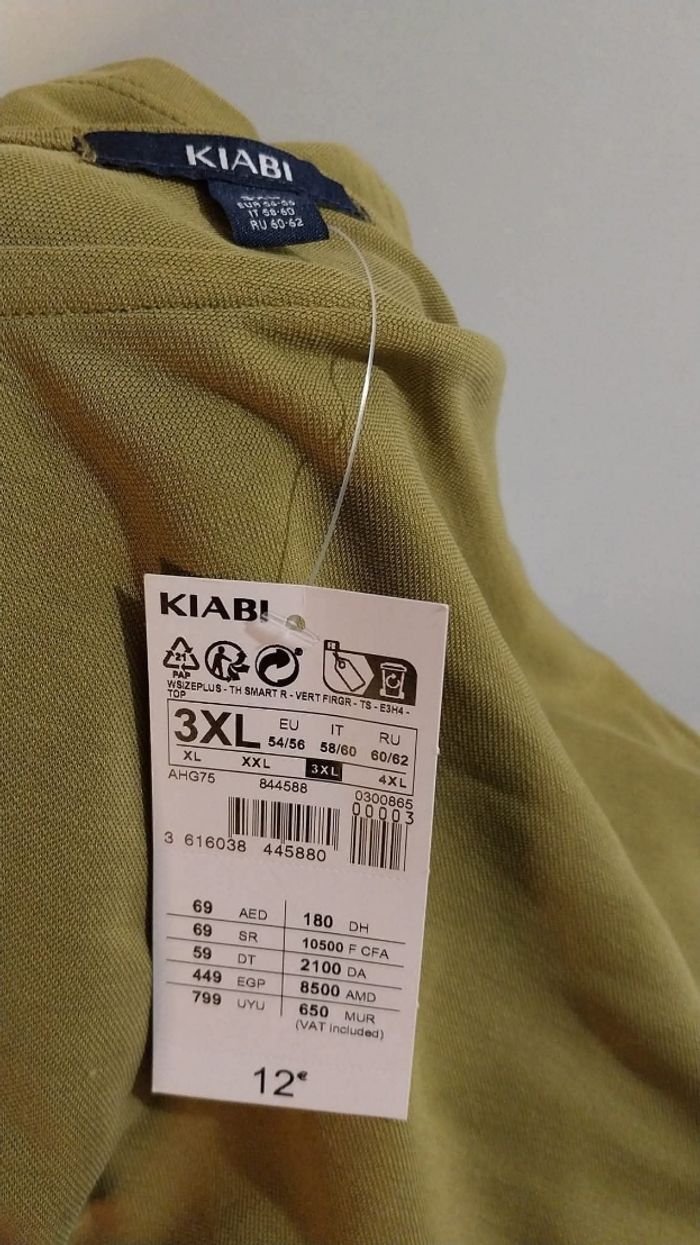 KIABI
IT 58-60
RU 60-62
KIABI
21
PAP
FR
WSIZEPLUS - TH SMART R - VERT FIRGR - TS - E3H4 -
TOP
3XL EU IT RU
54/56 58/60 60/62
XL XXL 3XL 4XL
AHG75 844588 0300865
00003
3 616038 445880
69 AED 180 DH
69 SR 10500 F CFA
59 DT 2100 DA
449 EGP 8500 AMD
799 UYU 650 MUR
(VAT included)
12€